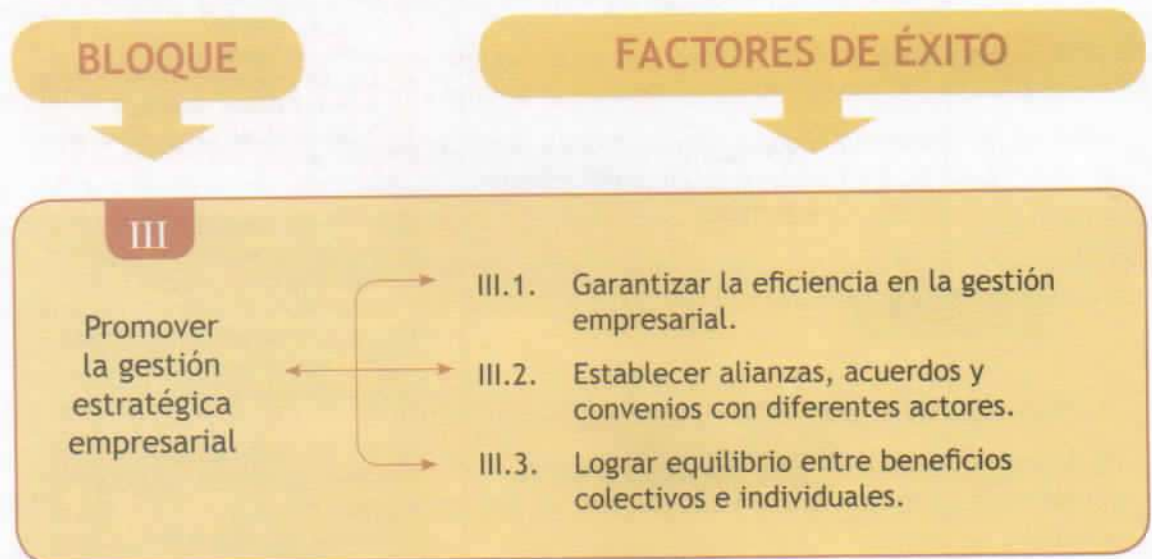 BLOQUE
FACTORES DE ÉXITO
III
Promover
la gestión
estratégica
empresarial
III.1. Garantizar la eficiencia en la gestión
empresarial.
III.2. Establecer alianzas, acuerdos y
convenios con diferentes actores.
III.3. Lograr equilibrio entre beneficios
colectivos e individuales.